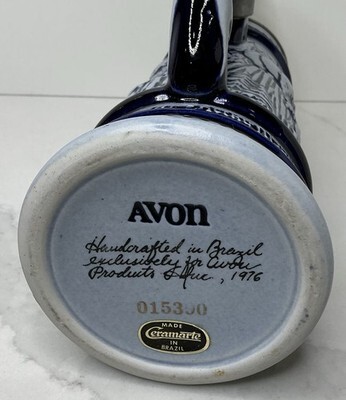 AVON
Handcrafted in Brazil
exclusively for Avon
Products Inc, 1976
MADE
Ceramarte
IN
BRAZIL